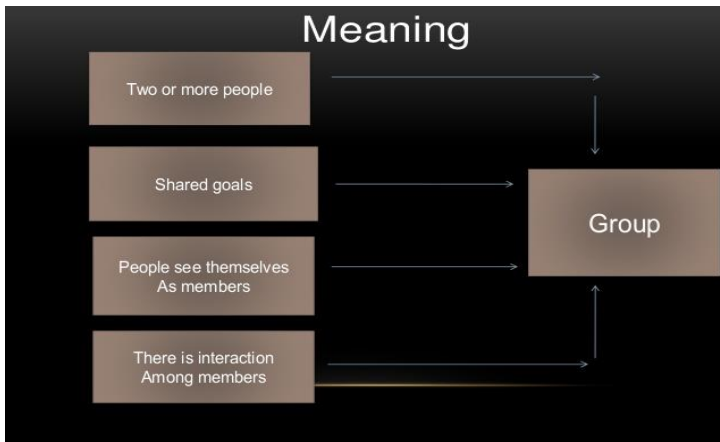 Meaning
Two or more people
Shared goals
People see themselves
As members
There is interaction
Among members
Group